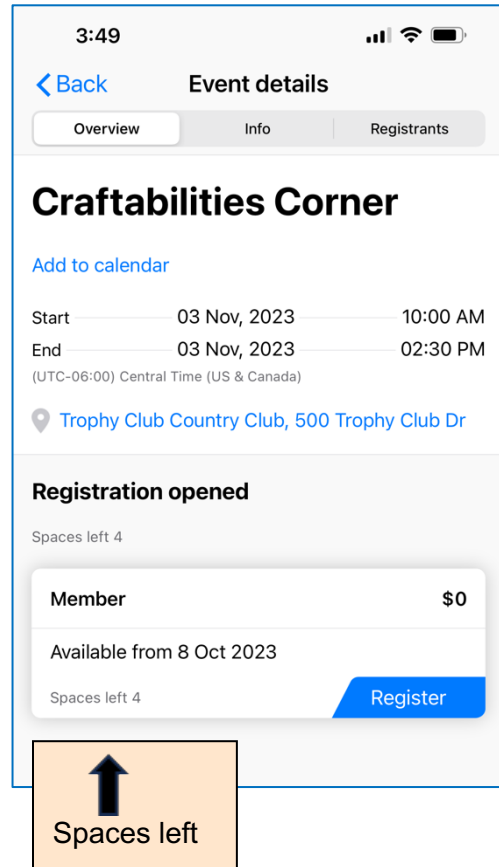 3:49
Back Event details
Overview Info Registrants
Craftabilities Corner
Add to calendar
Start 03 Nov, 2023 10:00 AM
End 03 Nov, 2023 02:30 PM
(UTC-06:00) Central Time (US & Canada)
Trophy Club Country Club, 500 Trophy Club Dr
Registration opened
Spaces left 4
Member $0
Available from 8 Oct 2023
Spaces left 4 Register
Spaces left